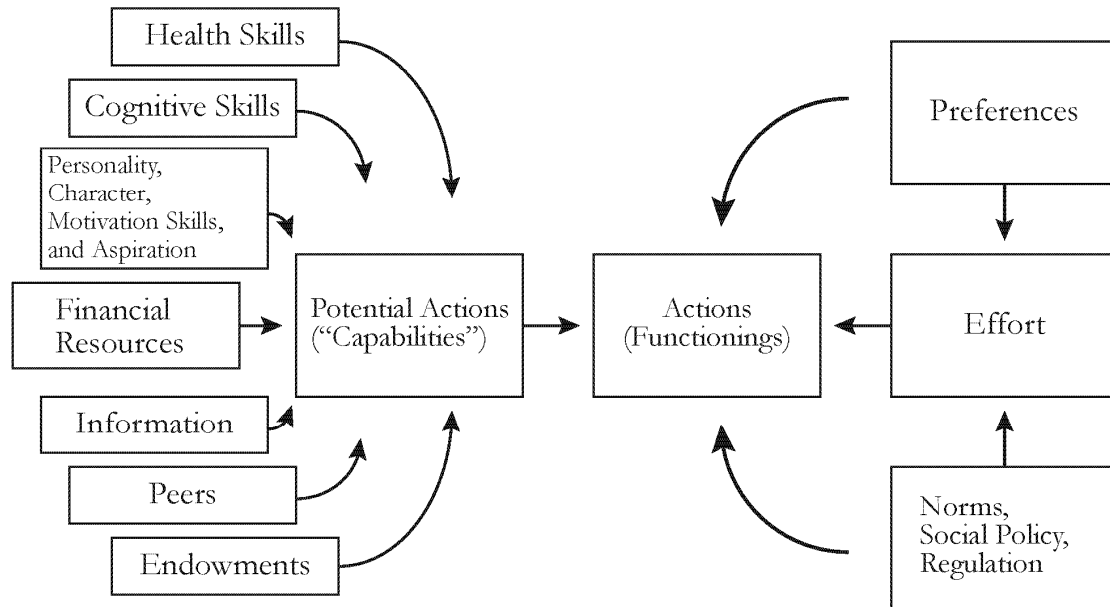 Health Skills
Cognitive Skills
Personality,
Character,
Motivation Skills,
and Aspiration
Financial
Resources
Information
Peers
Endowments
Potential Actions
(“Capabilities”)
Actions
(Functionings)
Preferences
Effort
Norms,
Social Policy,
Regulation